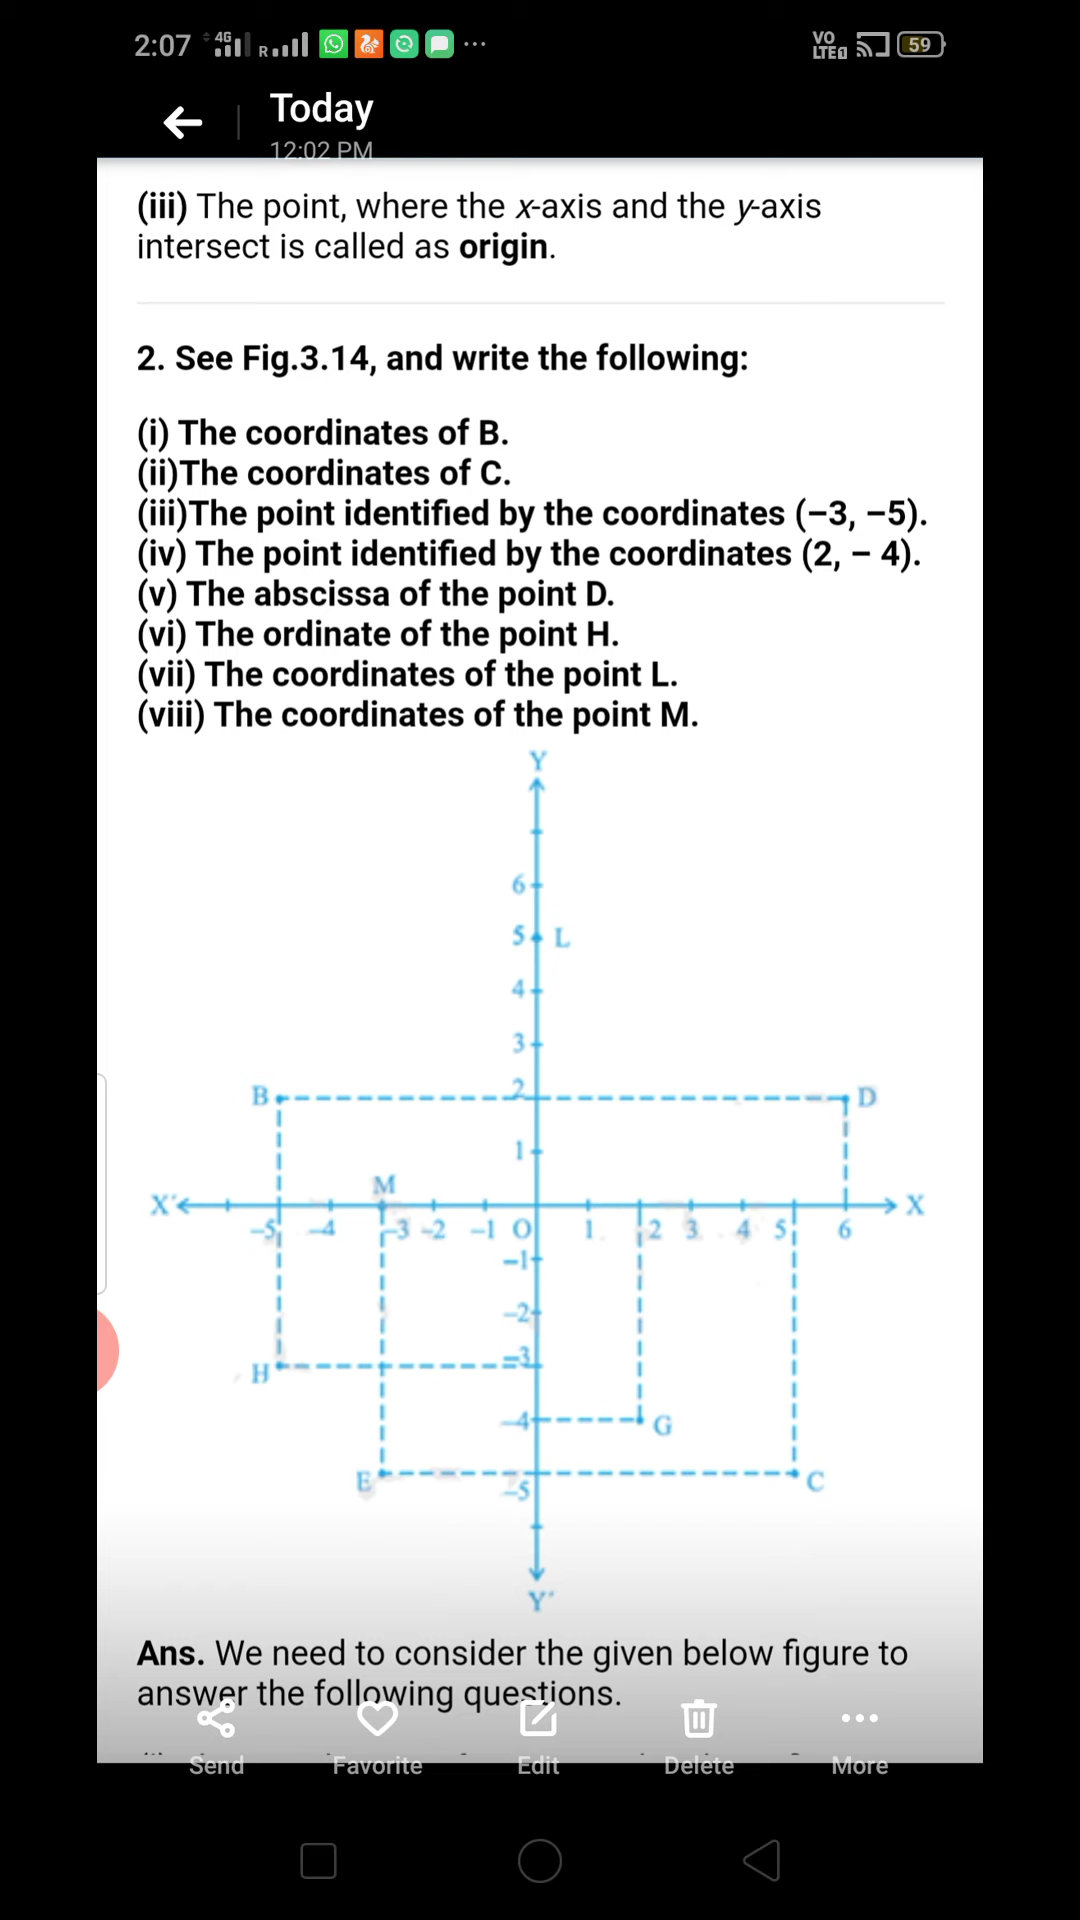 2:07 4G R VO LTE 59
Today
12:02 PM
(iii) The point, where the x-axis and the y-axis
intersect is called as origin.
2. See Fig.3.14, and write the following:
(i) The coordinates of B.
(ii)The coordinates of C.
(iii)The point identified by the coordinates (−3, −5).
(iv) The point identified by the coordinates (2, − 4).
(v) The abscissa of the point D.
(vi) The ordinate of the point H.
(vii) The coordinates of the point L.
(viii) The coordinates of the point M.
Y
6
5 L
4
3
B 2 D
1
M
X′ X
–5 –4 –3 –2 –1 O 1 2 3 4 5 6
–1
–2
–3
H
–4 G
E C
–5
Y′
Ans. We need to consider the given below figure to
answer the following questions.
Send Favorite Edit Delete More